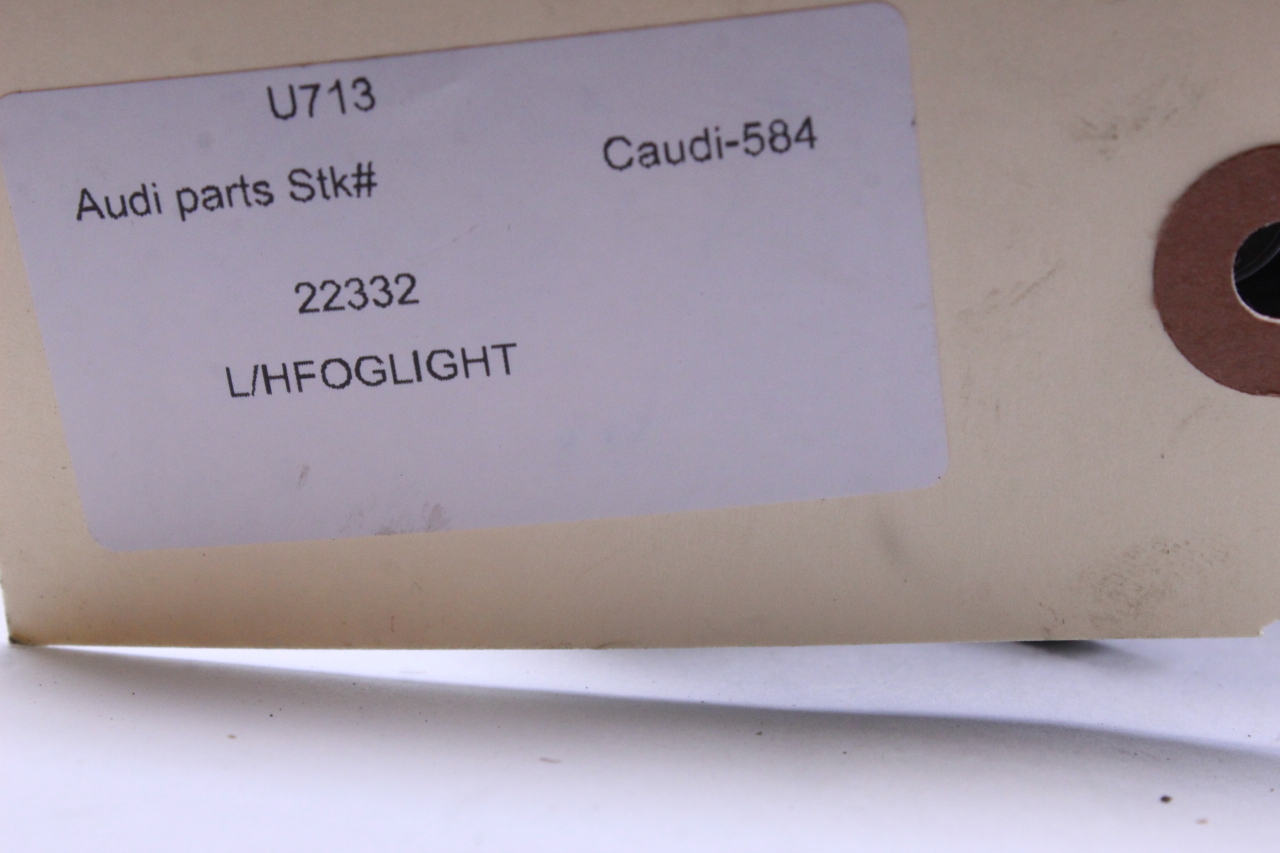 U713
Caudi-584
Audi parts Stk#
22332
L/HFOGLIGHT